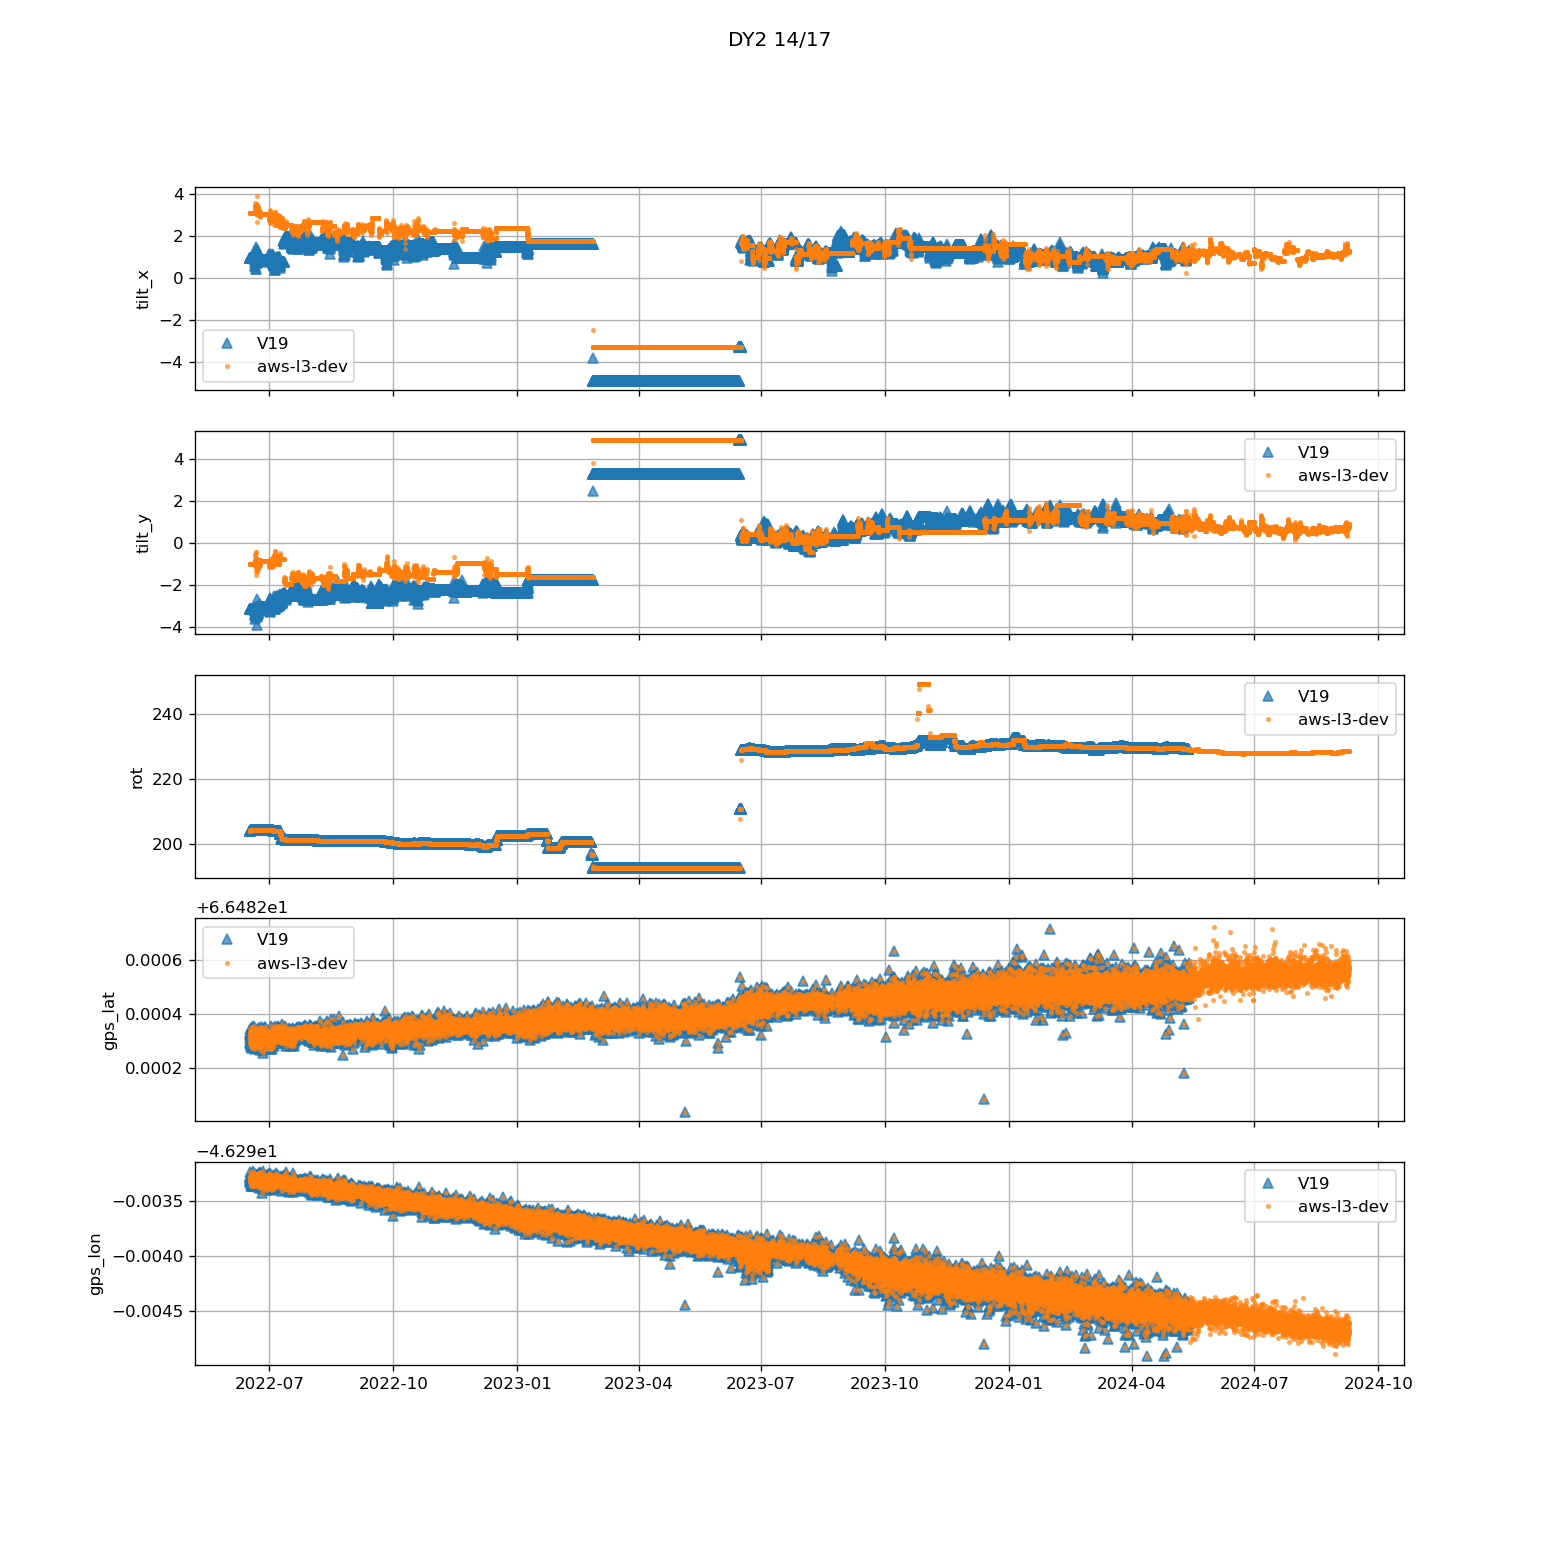 DY2 14/17
4
2
0
−2
−4
tilt_x
V19
aws-l3-dev
4
2
0
−2
−4
tilt_y
V19
aws-l3-dev
240
220
200
rot
V19
aws-l3-dev
+6.6482e1
0.0006
0.0004
0.0002
gps_lat
V19
aws-l3-dev
−4.629e1
−0.0035
−0.0040
−0.0045
gps_lon
V19
aws-l3-dev
2022-07 2022-10 2023-01 2023-04 2023-07 2023-10 2024-01 2024-04 2024-07 2024-10